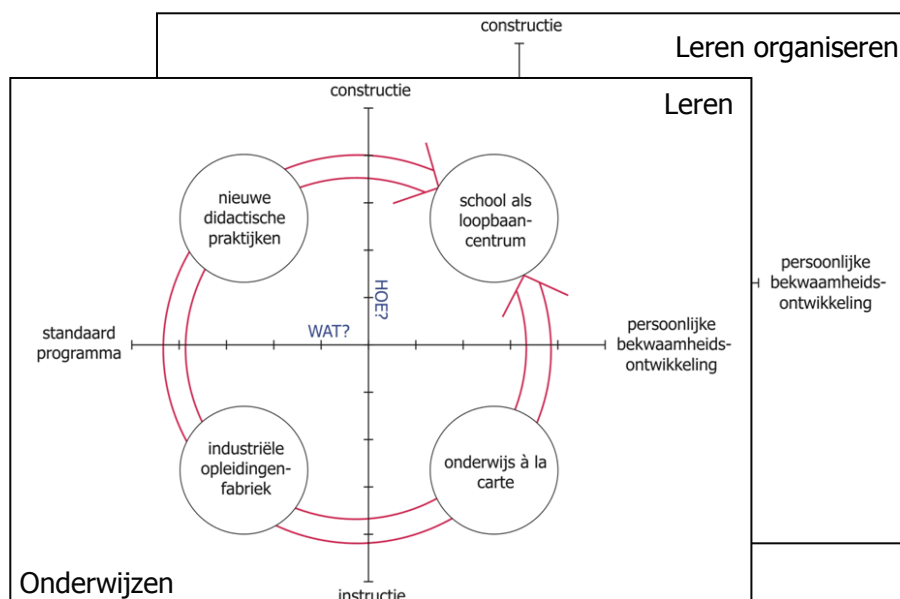 constructie
Leren organiseren
Leren
constructie
nieuwe
didactische
praktijken
school als
loopbaan-
centrum
persoonlijke
bekwaamheids-
ontwikkeling
HOE?
WAT?
standaard
programma
persoonlijke
bekwaamheids-
ontwikkeling
industriële
opleidingen-
fabriek
onderwijs à la
carte
Onderwijzen
instructie